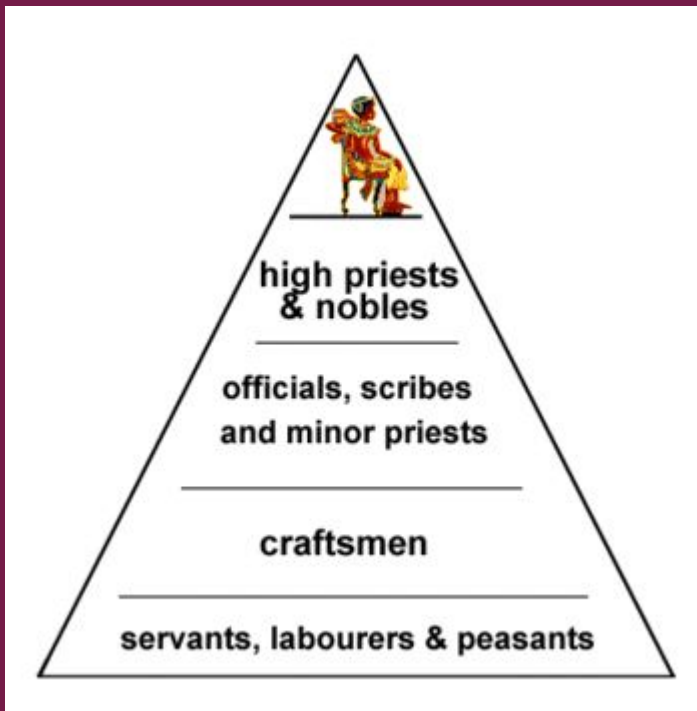 high priests
& nobles
officials, scribes
and minor priests
craftsmen
servants, labourers & peasants